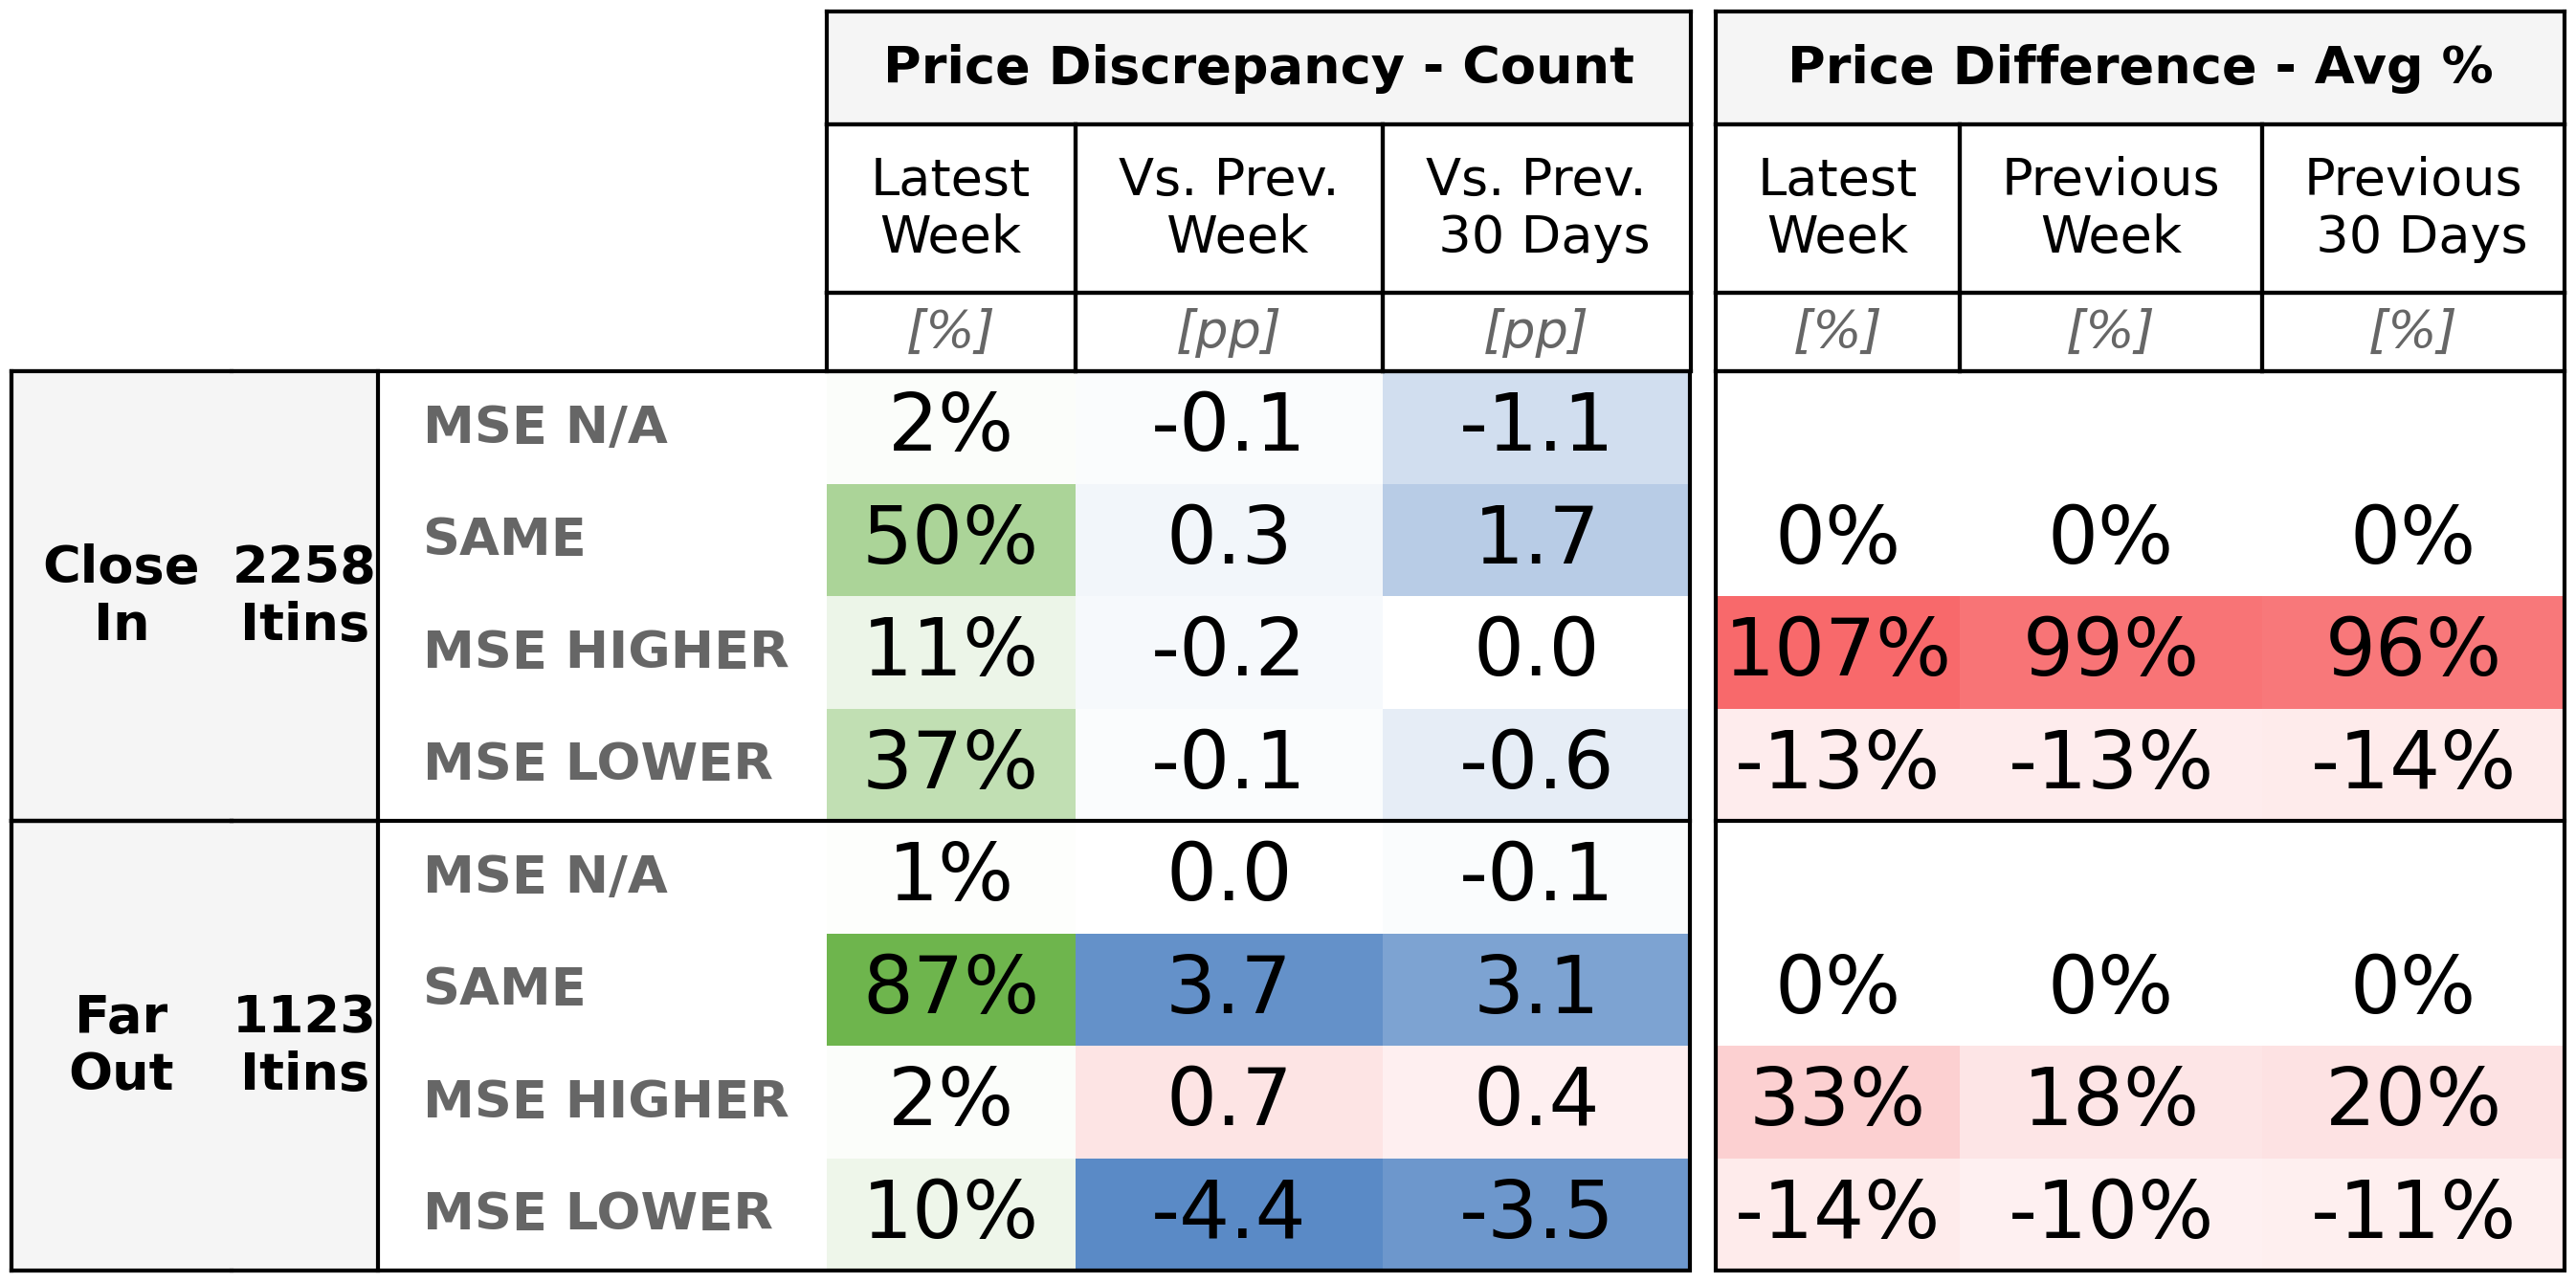 Price Discrepancy - Count Price Difference - Avg %
Latest Week Vs. Prev. Week Vs. Prev. 30 Days Latest Week Previous Week Previous 30 Days
[%] [pp] [pp] [%] [%] [%]
Close In 2258 Itins
MSE N/A 2% -0.1 -1.1
SAME 50% 0.3 1.7 0% 0% 0%
MSE HIGHER 11% -0.2 0.0 107% 99% 96%
MSE LOWER 37% -0.1 -0.6 -13% -13% -14%
Far Out 1123 Itins
MSE N/A 1% 0.0 -0.1
SAME 87% 3.7 3.1 0% 0% 0%
MSE HIGHER 2% 0.7 0.4 33% 18% 20%
MSE LOWER 10% -4.4 -3.5 -14% -10% -11%